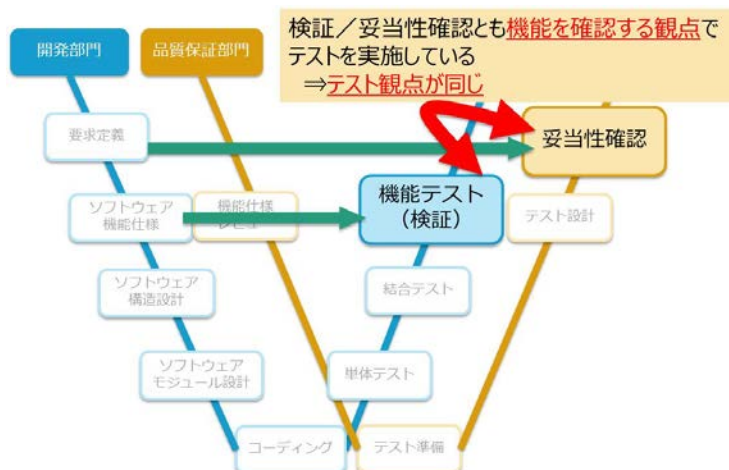 検証／妥当性確認とも機能を確認する観点で
テストを実施している
⇒テスト観点が同じ
開発部門
品質保証部門
要求定義
妥当性確認
ソフトウェア
機能仕様
機能仕様
レビュー
機能テスト
（検証）
テスト設計
ソフトウェア
構造設計
結合テスト
ソフトウェア
モジュール設計
単体テスト
コーディング
テスト準備